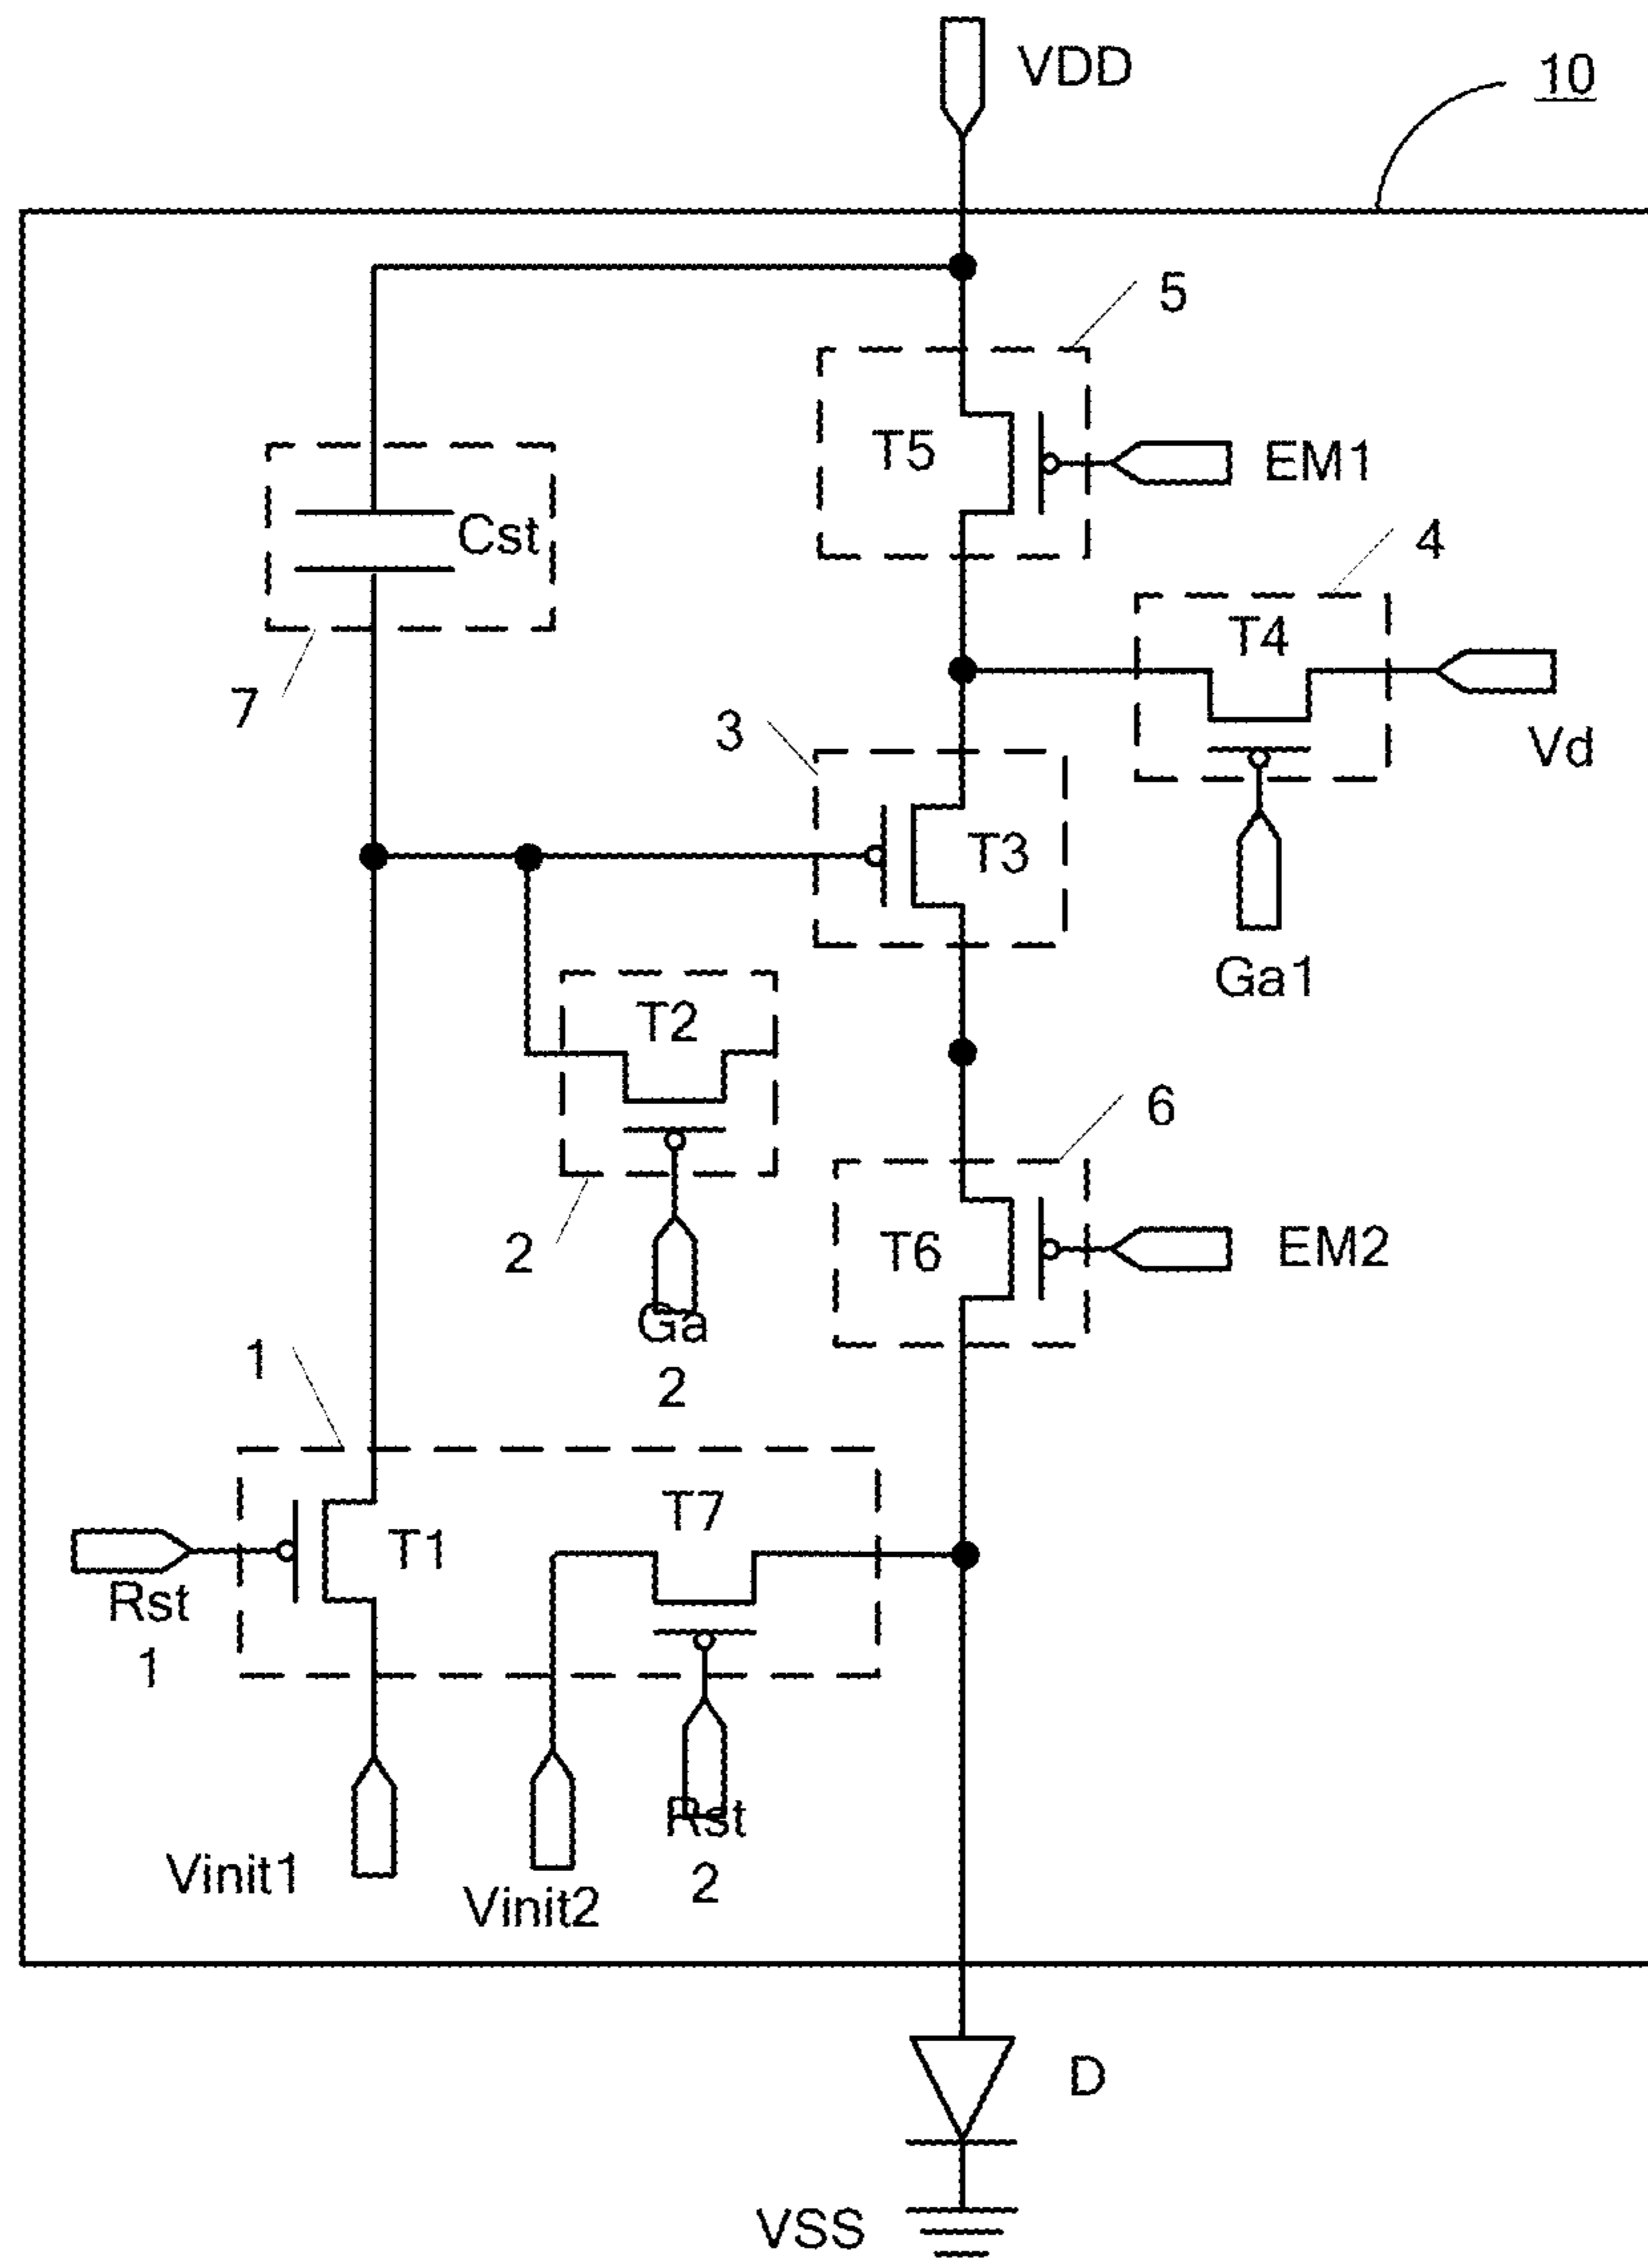 VDD
10
5
T5
EM1
Cst
4
T4
7
3
Vd
T3
Ga1
T2
6
2
T6
EM2
Ga
2
1
T7
T1
Rst
1
Rst
2
Vinit1
Vinit2
D
VSS